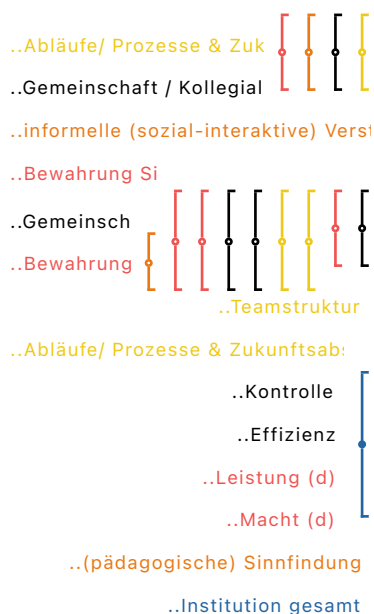 ..Abläufe/ Prozesse & Zuk
..Gemeinschaft / Kollegial
..informelle (sozial-interaktive) Verst
..Bewahrung Si
..Gemeinsch
..Bewahrung
..Teamstruktur
..Abläufe/ Prozesse & Zukunftsabs
..Kontrolle
..Effizienz
..Leistung (d)
..Macht (d)
..(pädagogische) Sinnfindung
..Institution gesamt